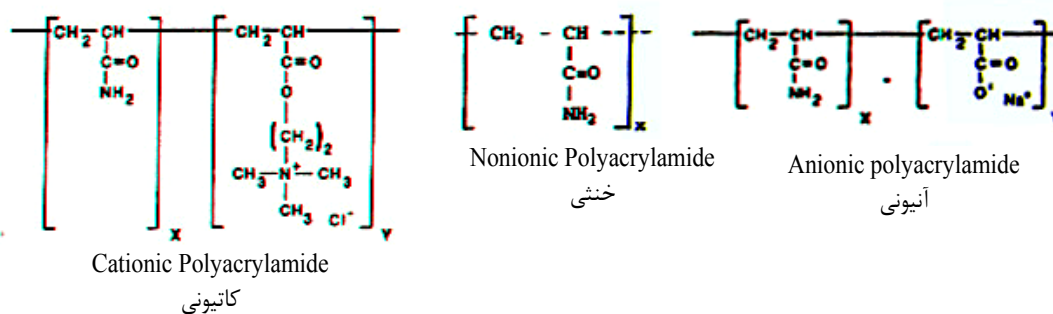 CH₂—CH
C=O
NH₂
X
CH₂—CH
C=O
O
(CH₂)₂
CH₃—N⁺—CH₃
CH₃ Cl⁻
Y
Cationic Polyacrylamide
کاتیونی
CH₂ - CH
C=O
NH₂
x
Nonionic Polyacrylamide
خنثی
CH₂—CH
C=O
NH₂
X
CH₂—CH
C=O
Na⁺
Anionic polyacrylamide
آنیونی